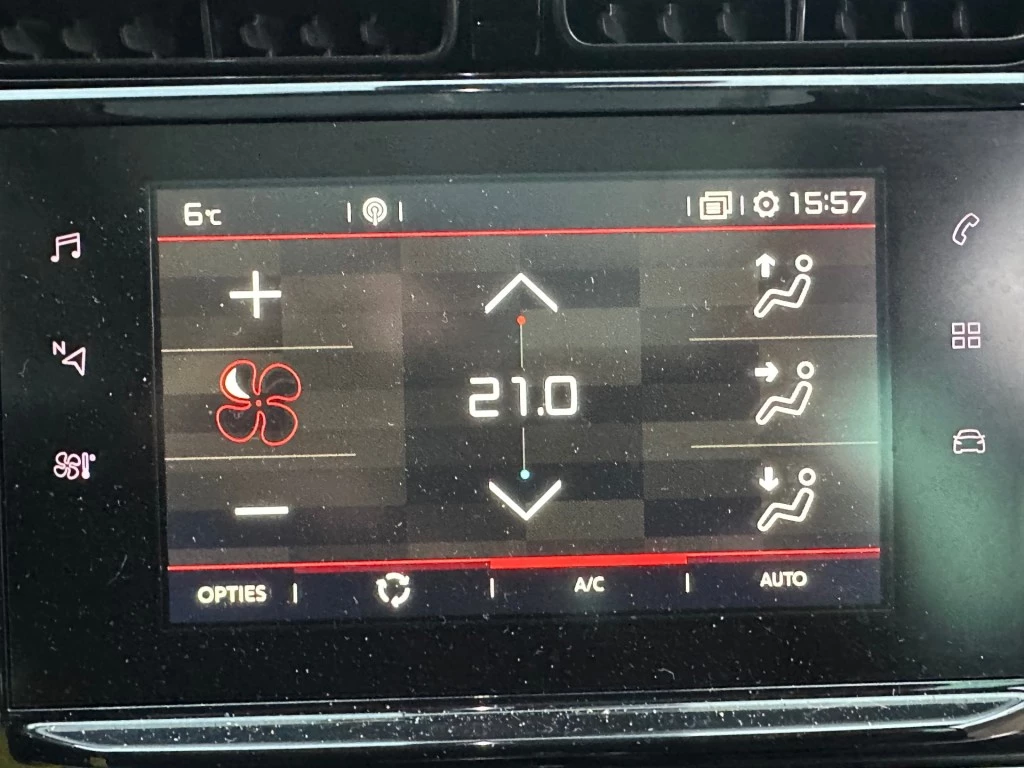 6°C
15:57
N
21.0
OPTIES
A/C
AUTO